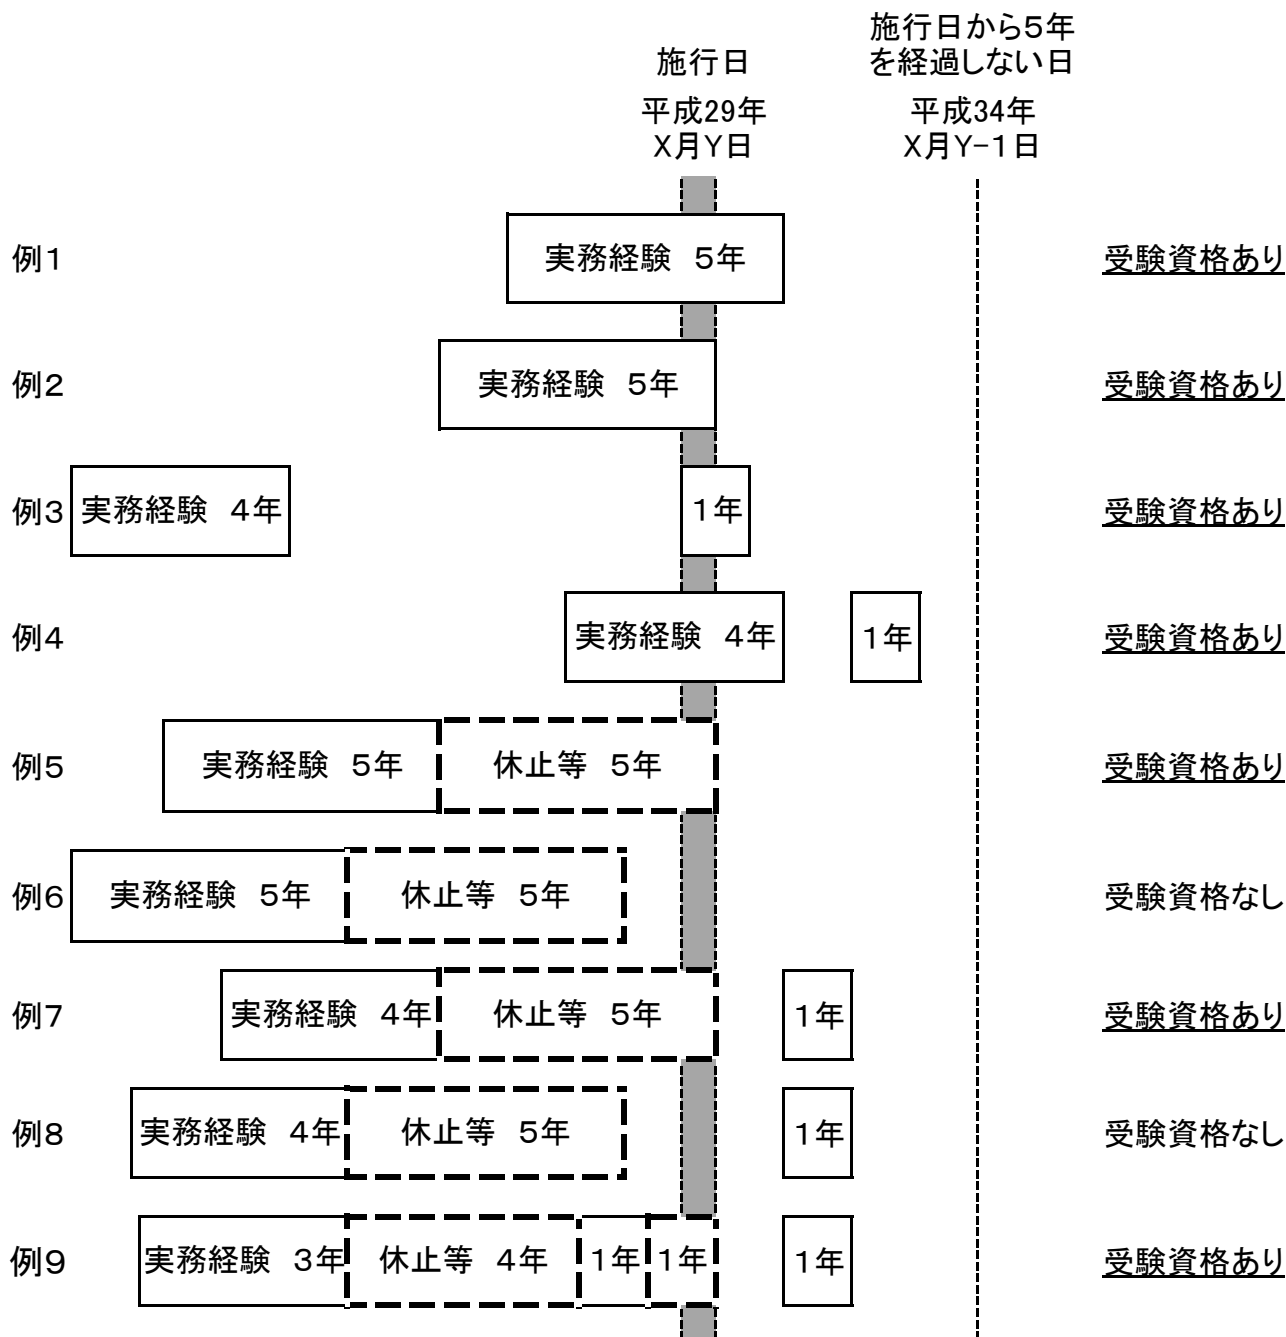 施行日
平成29年
X月Y日
施行日から5年
を経過しない日
平成34年
X月Y-1日
例1
実務経験 5年
受験資格あり
例2
実務経験 5年
受験資格あり
例3
実務経験 4年
1年
受験資格あり
例4
実務経験 4年
1年
受験資格あり
例5
実務経験 5年
休止等 5年
受験資格あり
例6
実務経験 5年
休止等 5年
受験資格なし
例7
実務経験 4年
休止等 5年
1年
受験資格あり
例8
実務経験 4年
休止等 5年
1年
受験資格なし
例9
実務経験 3年
休止等 4年
1年
1年
1年
受験資格あり